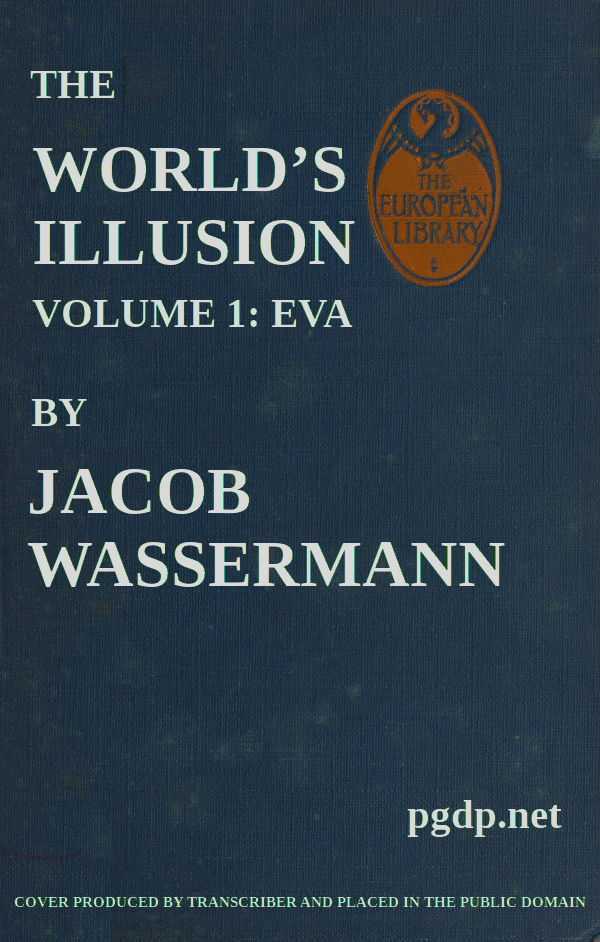 THE
WORLD’S
ILLUSION
VOLUME 1: EVA
THE
EUROPEAN
LIBRARY
BY
JACOB
WASSERMANN
pgdp.net
COVER PRODUCED BY TRANSCRIBER AND PLACED IN THE PUBLIC DOMAIN